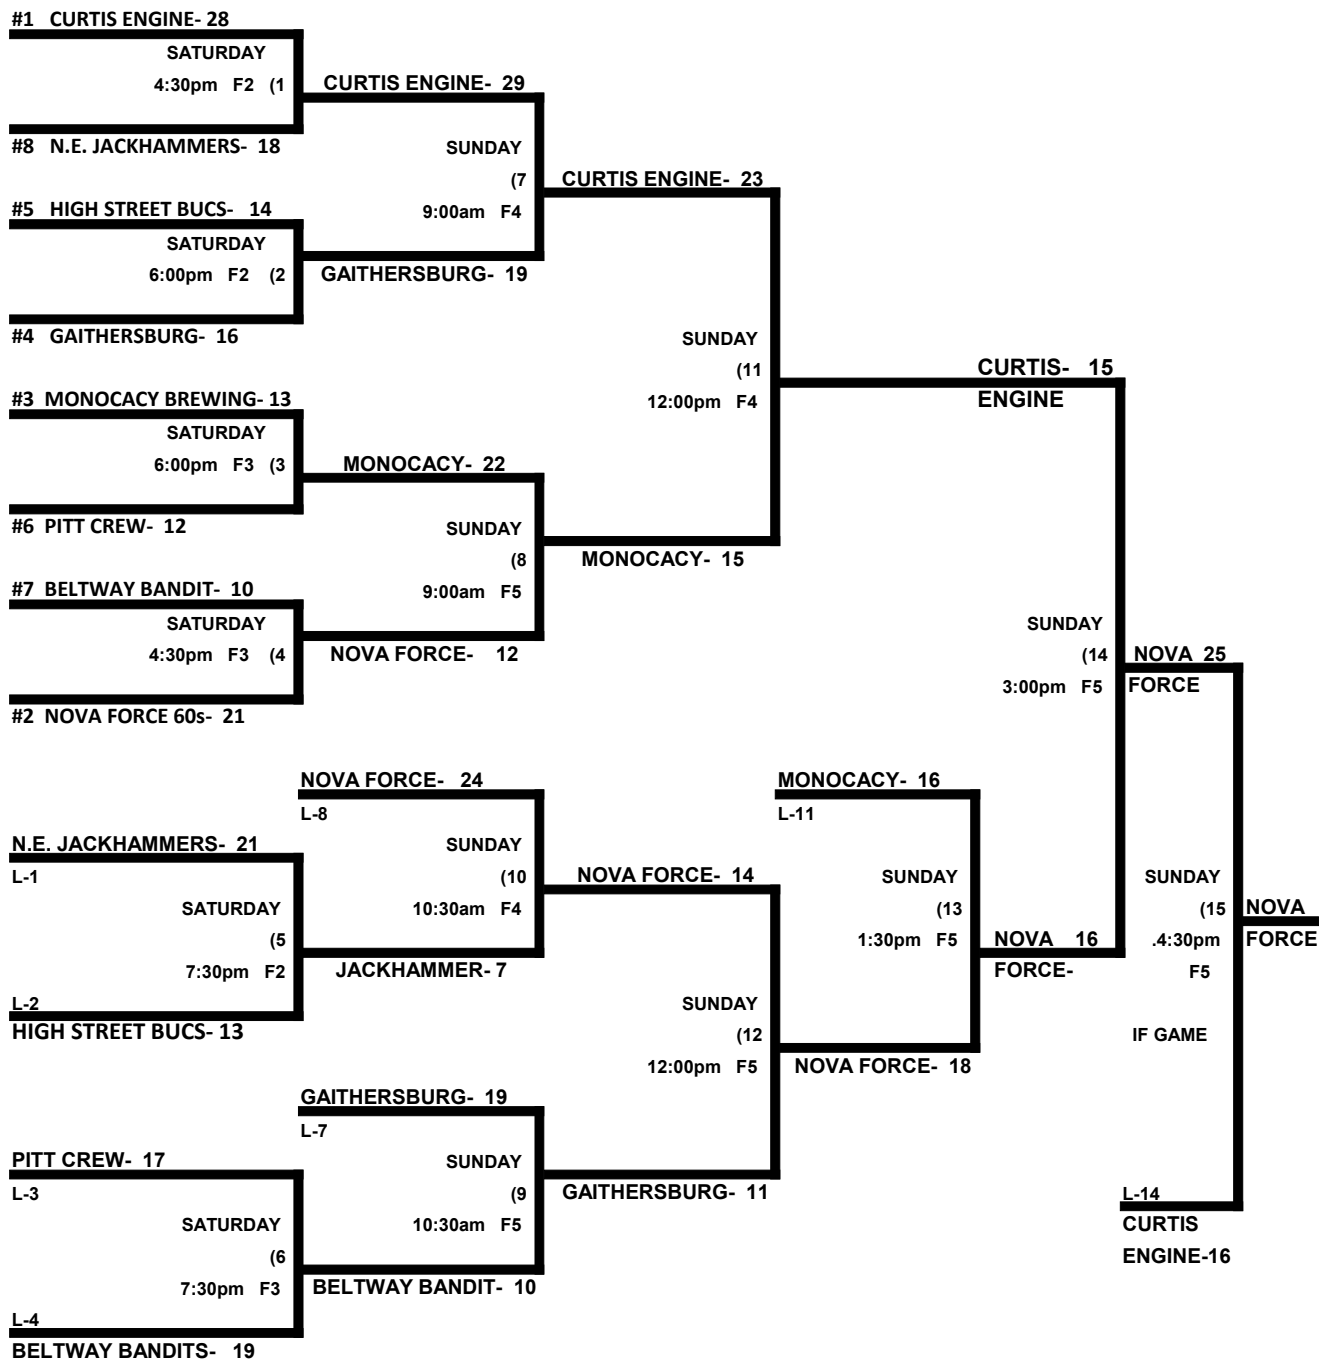 #1 CURTIS ENGINE- 28
SATURDAY
4:30pm F2 (1
CURTIS ENGINE- 29
#8 N.E. JACKHAMMERS- 18
SUNDAY
(7
9:00am F4
CURTIS ENGINE- 23
#5 HIGH STREET BUCS- 14
SATURDAY
6:00pm F2 (2
GAITHERSBURG- 19
#4 GAITHERSBURG- 16
SUNDAY
(11
12:00pm F4
CURTIS- 15
ENGINE
#3 MONOCACY BREWING- 13
SATURDAY
6:00pm F3 (3
MONOCACY- 22
#6 PITT CREW- 12
SUNDAY
(8
9:00am F5
MONOCACY- 15
#7 BELTWAY BANDIT- 10
SATURDAY
4:30pm F3 (4
NOVA FORCE- 12
#2 NOVA FORCE 60s- 21
SUNDAY
(14
3:00pm F5
NOVA 25
FORCE
NOVA FORCE- 24
L-8
MONOCACY- 16
L-11
N.E. JACKHAMMERS- 21
L-1
SUNDAY
(10
10:30am F4
NOVA FORCE- 14
SATURDAY
(5
7:30pm F2
JACKHAMMER- 7
SUNDAY
(13
1:30pm F5
NOVA 16
FORCE-
SUNDAY
(15
.4:30pm
F5
NOVA
FORCE
L-2
HIGH STREET BUCS- 13
SUNDAY
(12
12:00pm F5
NOVA FORCE- 18
IF GAME
GAITHERSBURG- 19
L-7
PITT CREW- 17
L-3
SUNDAY
(9
10:30am F5
GAITHERSBURG- 11
SATURDAY
(6
7:30pm F3
BELTWAY BANDIT- 10
L-14
CURTIS
ENGINE-16
L-4
BELTWAY BANDITS- 19